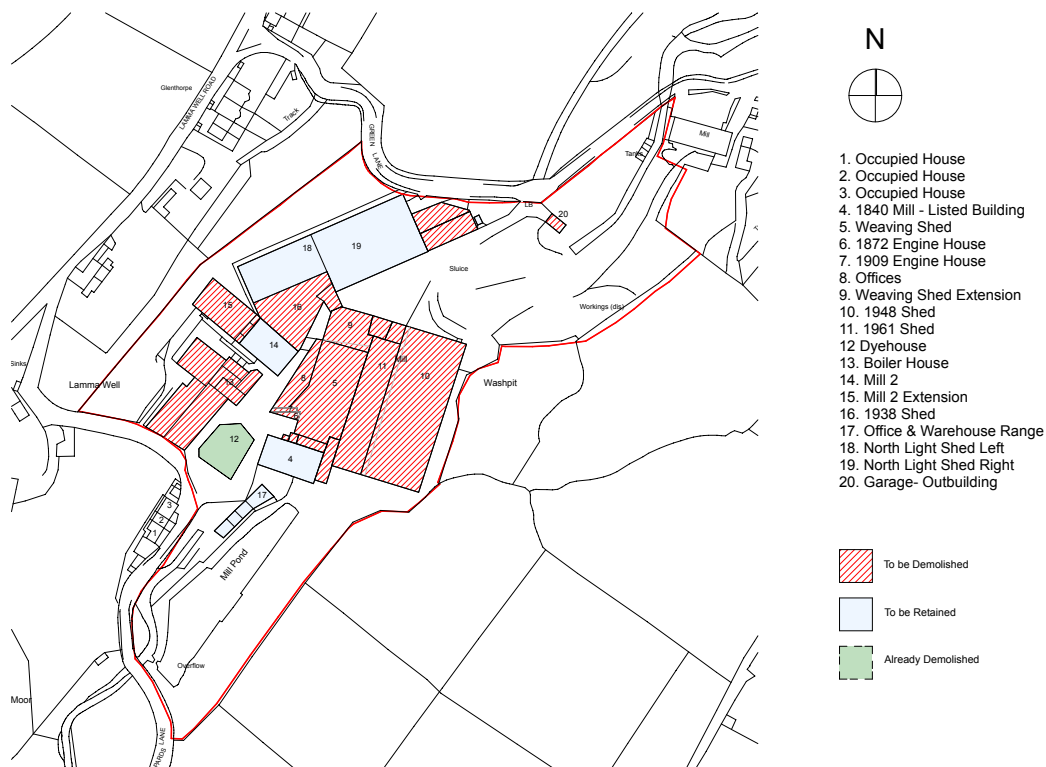 N
1. Occupied House
2. Occupied House
3. Occupied House
4. 1840 Mill - Listed Building
5. Weaving Shed
6. 1872 Engine House
7. 1909 Engine House
8. Offices
9. Weaving Shed Extension
10. 1948 Shed
11. 1961 Shed
12 Dyehouse
13. Boiler House
14. Mill 2
15. Mill 2 Extension
16. 1938 Shed
17. Office & Warehouse Range
18. North Light Shed Left
19. North Light Shed Right
20. Garage- Outbuilding
To be Demolished
To be Retained
Already Demolished
Glenthorpe
LAMMA WELL ROAD
Track
GREEN
LANE
Mill
Tanks
LB
20
19
18
Sluice
15
16
Workings (dis)
9
14
Mill
11
10
Sinks
Lamma Well
13
8
5
Washpit
7
6
12
4
17
3
2
1
Mill Pond
Overflow
Moor
PARDS LANE